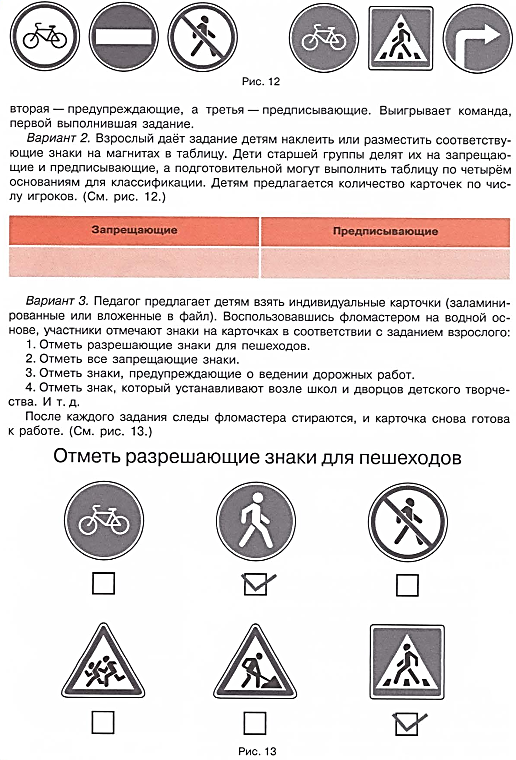 Рис. 12
вторая — предупреждающие, а третья — предписывающие. Выигрывает команда,
первой выполнившая задание.
Вариант 2. Взрослый даёт задание детям наклеить или разместить соответству-
ющие знаки на магнитах в таблицу. Дети старшей группы делят их на запрещаю-
щие и предписывающие, а подготовительной могут выполнить таблицу по четырём
основаниям для классификации. Детям предлагается количество карточек по чис-
лу игроков. (См. рис. 12.)
Запрещающие Предписывающие
Вариант 3. Педагог предлагает детям взять индивидуальные карточки (заламини-
рованные или вложенные в файл). Воспользовавшись фломастером на водной ос-
нове, участники отмечают знаки на карточках в соответствии с заданием взрослого:
1. Отметь разрешающие знаки для пешеходов.
2. Отметь все запрещающие знаки.
3. Отметь знаки, предупреждающие о ведении дорожных работ.
4. Отметь знак, который устанавливают возле школ и дворцов детского творче-
ства. И т. д.
После каждого задания следы фломастера стираются, и карточка снова готова
к работе. (См. рис. 13.)
Отметь разрешающие знаки для пешеходов
Рис. 13